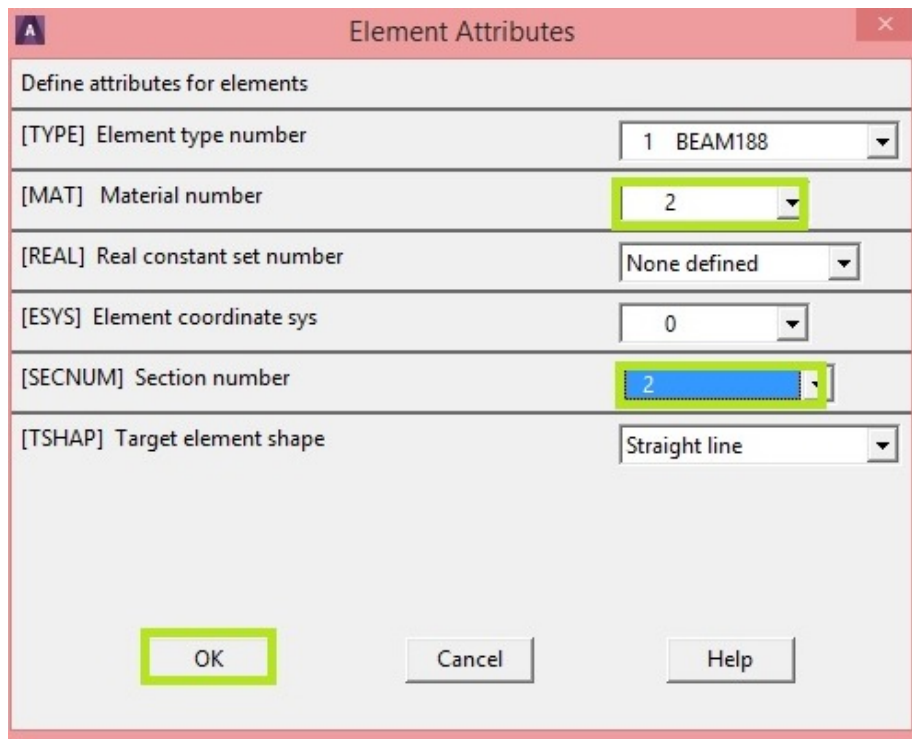 A Element Attributes ×
Define attributes for elements
[TYPE] Element type number 1 BEAM188
[MAT] Material number 2
[REAL] Real constant set number None defined
[ESYS] Element coordinate sys 0
[SECNUM] Section number 2
[TSHAP] Target element shape Straight line
OK Cancel Help